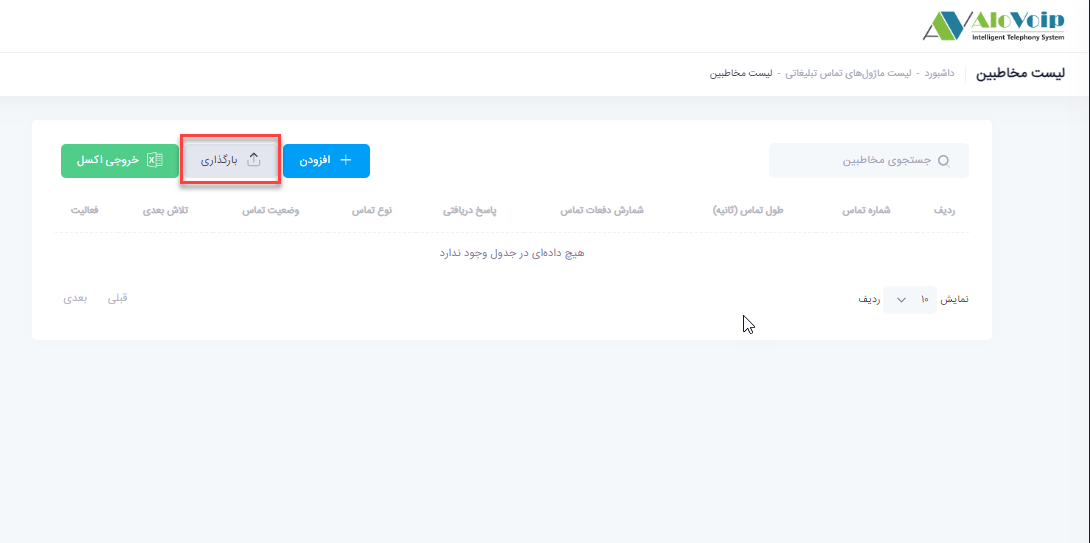 AloVoip
Intelligent Telephony System
لیست مخاطبین
داشبورد - لیست ماژول‌های تماس تبلیغاتی - لیست مخاطبین
جستجوی مخاطبین
افزودن
بارگذاری
خروجی اکسل
ردیف شماره تماس طول تماس (ثانیه) شمارش دفعات تماس پاسخ دریافتی نوع تماس وضعیت تماس تلاش بعدی فعالیت
هیچ داده‌ای در جدول وجود ندارد
نمایش ۱۰ ردیف
قبلی بعدی